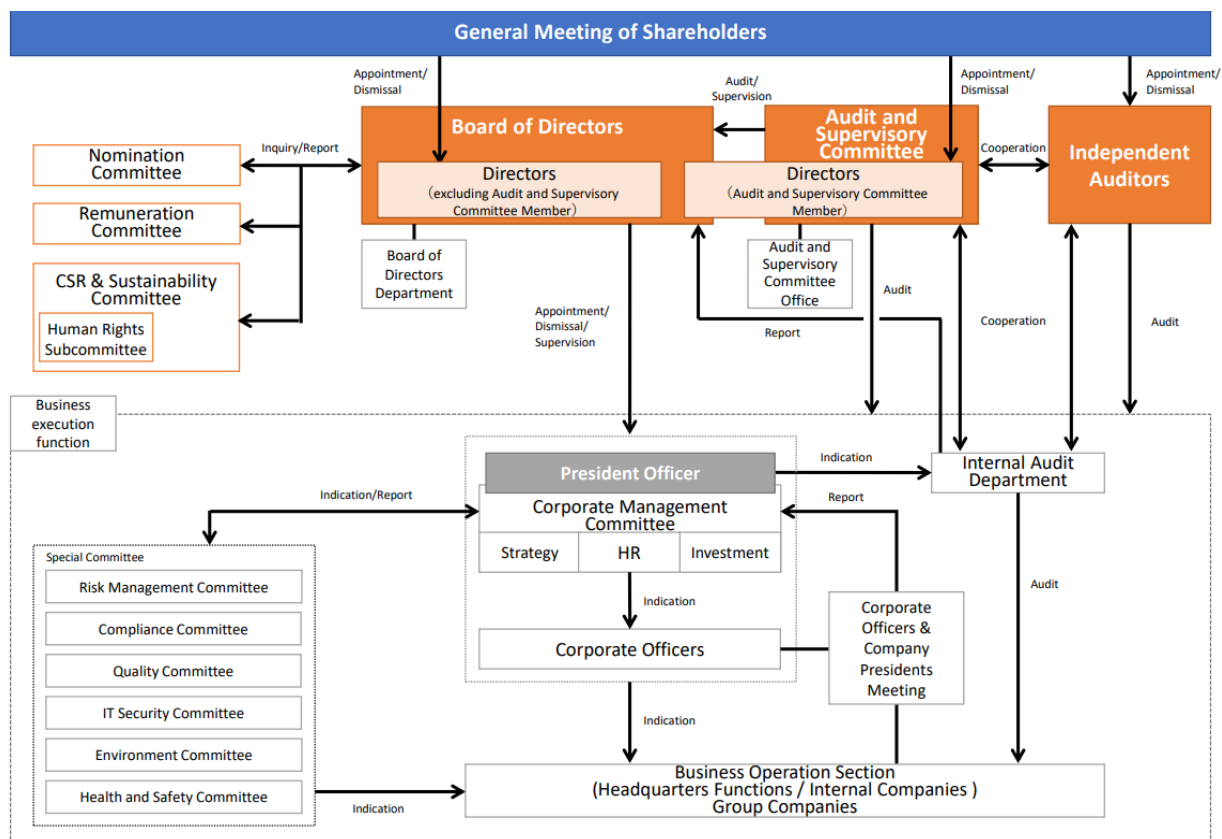 General Meeting of Shareholders
Appointment/
Dismissal
Audit/
Supervision
Appointment/
Dismissal
Appointment/
Dismissal
Board of Directors
Audit and
Supervisory
Committee
Independent
Auditors
Nomination
Committee
Inquiry/Report
Cooperation
Directors
(excluding Audit and Supervisory
Committee Member)
Directors
(Audit and Supervisory Committee
Member)
Remuneration
Committee
Board of
Directors
Department
Audit and
Supervisory
Committee
Office
CSR & Sustainability
Committee
Human Rights
Subcommittee
Appointment/
Dismissal/
Supervision
Audit
Report
Cooperation
Audit
Business
execution
function
President Officer
Indication
Internal Audit
Department
Indication/Report
Corporate Management
Committee
Report
Strategy
HR
Investment
Special Committee
Risk Management Committee
Compliance Committee
Quality Committee
IT Security Committee
Environment Committee
Health and Safety Committee
Indication
Corporate Officers
Corporate
Officers &
Company
Presidents
Meeting
Audit
Indication
Indication
Business Operation Section
(Headquarters Functions / Internal Companies )
Group Companies